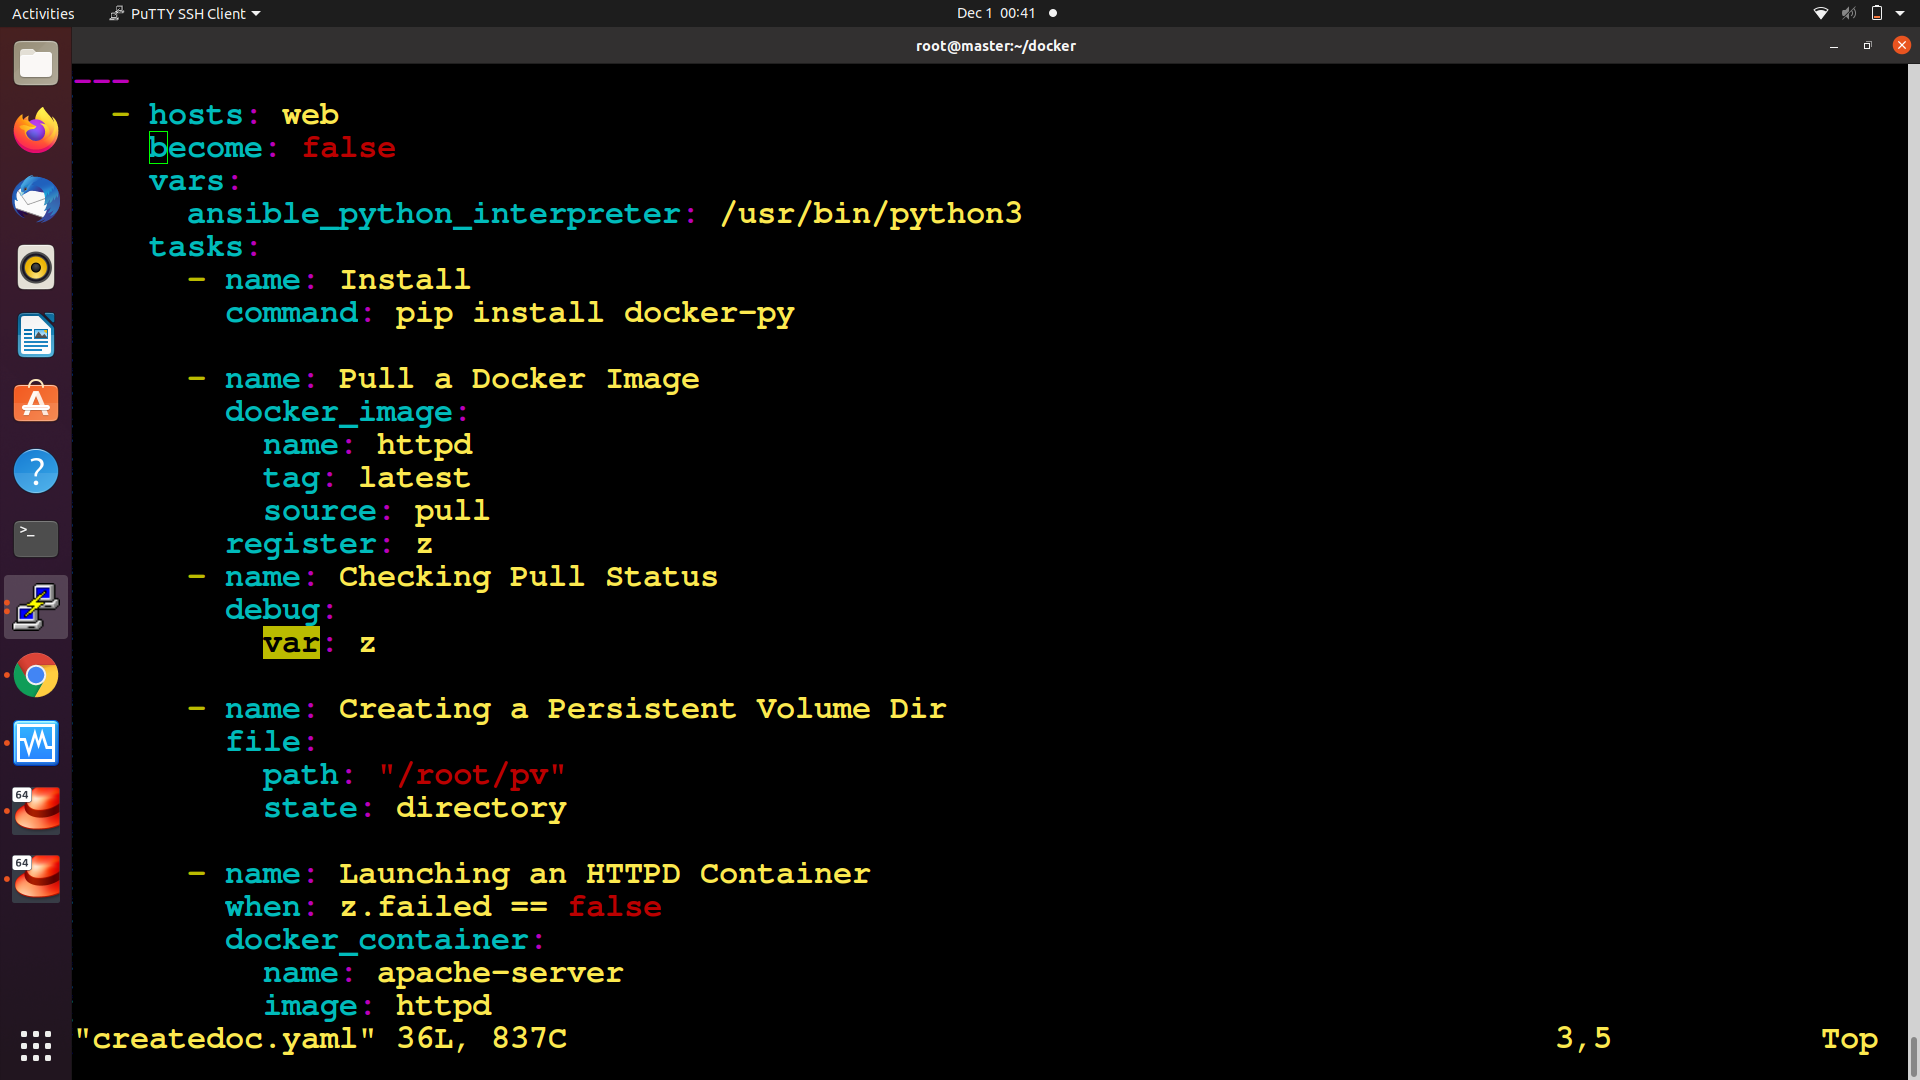 Activities
PuTTY SSH Client
Dec 1 00:41
root@master:~/docker
---
  - hosts: web
    become: false
    vars:
      ansible_python_interpreter: /usr/bin/python3
    tasks:
      - name: Install
        command: pip install docker-py

      - name: Pull a Docker Image
        docker_image:
          name: httpd
          tag: latest
          source: pull
        register: z
      - name: Checking Pull Status
        debug:
          var: z

      - name: Creating a Persistent Volume Dir
        file:
          path: "/root/pv"
          state: directory

      - name: Launching an HTTPD Container
        when: z.failed == false
        docker_container:
          name: apache-server
          image: httpd
"createdoc.yaml" 36L, 837C 3,5 Top
64
64